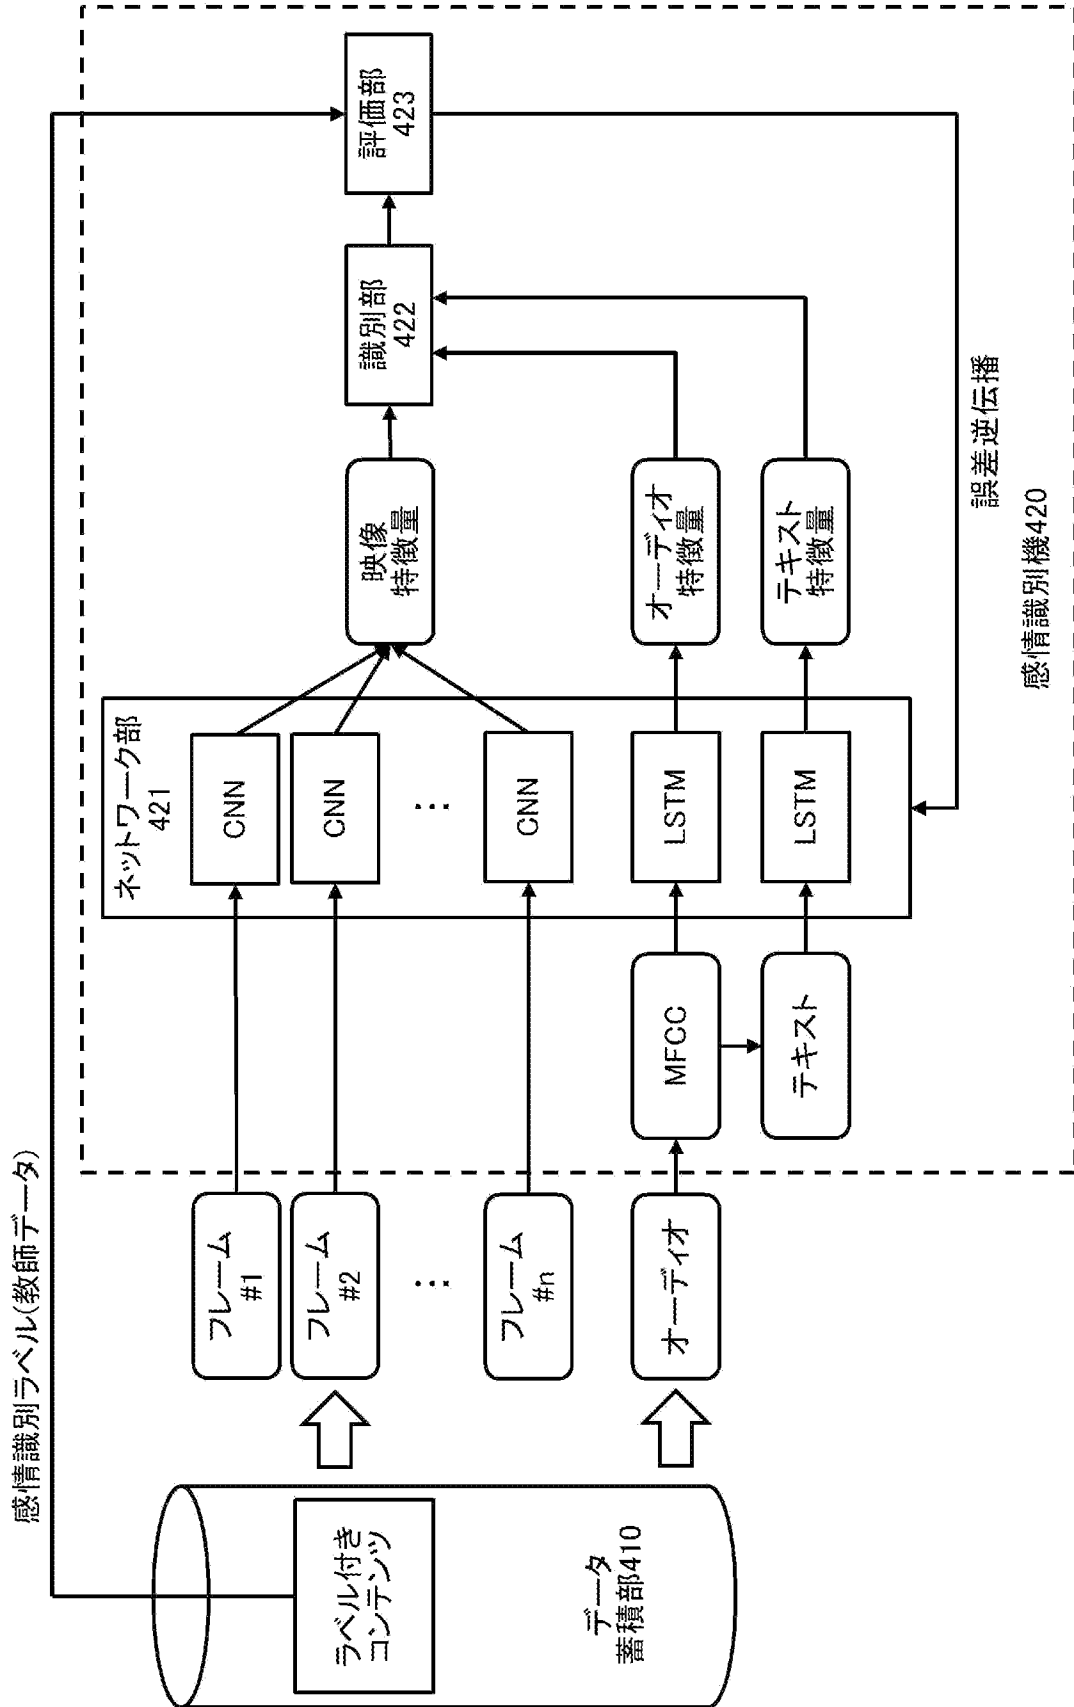 感情識別ラベル(教師データ)
ラベル付き
コンテンツ
データ
蓄積部410
フレーム
#1
フレーム
#2
...
フレーム
#n
オーディオ
MFCC
テキスト
ネットワーク部
421
CNN
CNN
...
CNN
LSTM
LSTM
映像
特徴量
オーディオ
特徴量
テキスト
特徴量
識別部
422
評価部
423
誤差逆伝播
感情識別機420